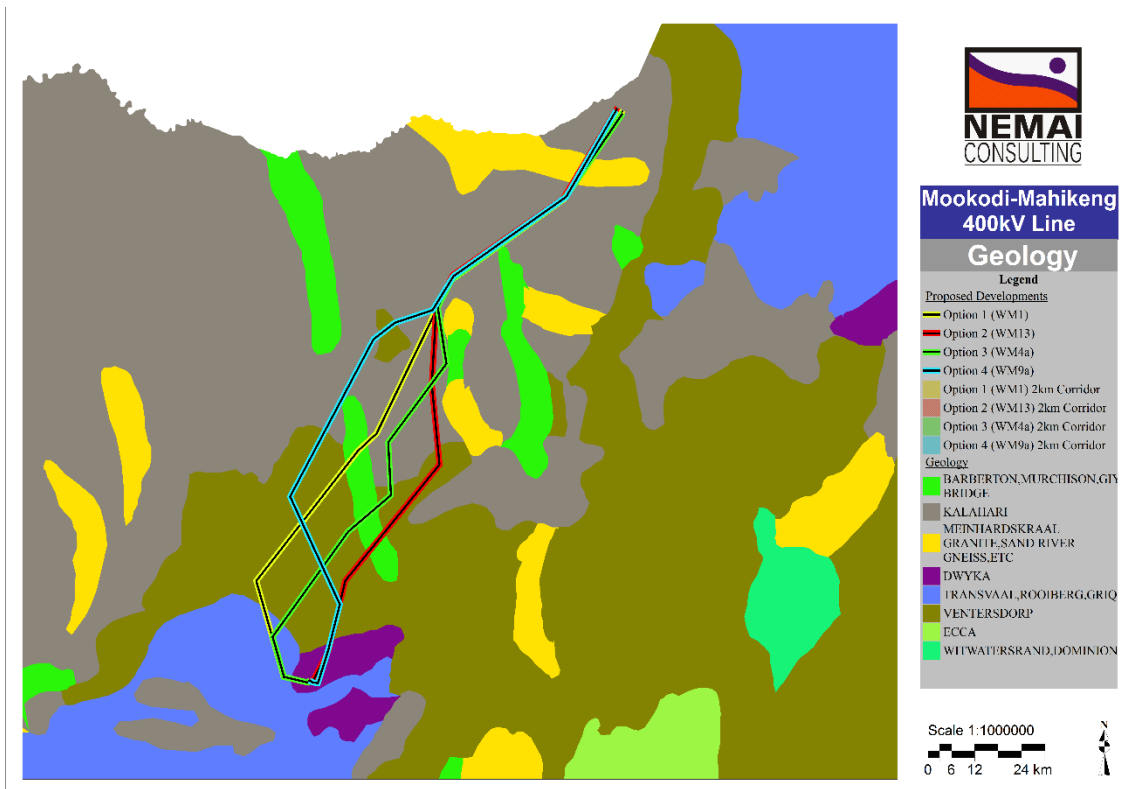 NEMAI
CONSULTING
Mookodi-Mahikeng
400kV Line
Geology
Legend
Proposed Developments
Option 1 (WM1)
Option 2 (WM13)
Option 3 (WM4a)
Option 4 (WM9a)
Option 1 (WM1) 2km Corridor
Option 2 (WM13) 2km Corridor
Option 3 (WM4a) 2km Corridor
Option 4 (WM9a) 2km Corridor
Geology
BARBERTON,MURCHISON,GIY
BRIDGE
KALAHARI
MEINHARDSKRAAL
GRANITE,SAND RIVER
GNEISS,ETC
DWYKA
TRANSVAAL,ROOIBERG,GRIQ
VENTERSDORP
ECCA
WITWATERSRAND,DOMINION
Scale 1:1000000
N
0 6 12 24 km